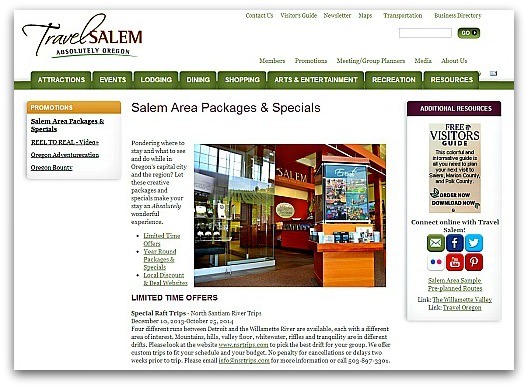 Travel SALEM
ABSOLUTELY OREGON
Contact Us Visitor's Guide Newsletter Maps Transportation Business Directory
GO
Members Promotions Meeting/Group Planners Media About Us
ATTRACTIONS EVENTS LODGING DINING SHOPPING ARTS & ENTERTAINMENT RECREATION RESOURCES
PROMOTIONS
Salem Area Packages &
Specials
REEL TO REAL - Video+
Oregon Adventurecation
Oregon Bounty
Salem Area Packages & Specials
Pondering where to
stay and what to see
and do while in
Oregon's capital city
and the region? Let
these creative
packages and
specials make your
stay an Absolutely
wonderful
experience.
• Limited Time
Offers
• Year Round
Packages &
Specials
• Local Discount
& Deal Websites
SALEM
LIMITED TIME OFFERS
Special Raft Trips - North Santiam River Trips
December 10, 2013-October 25, 2014
Four different runs between Detroit and the Willamette River are available, each with a different
area of interest. Mountains, hills, valley floor, whitewater, riffles and tranquility are in different
drifts. Please look at the website www.nsrtrips.com to pick the best drift for your group. We offer
custom trips to fit your schedule and your budget. No penalty for cancellations or delays two
weeks prior to trip. Please email info@nsrtrips.com for more information or call 503-897-3301.
ADDITIONAL RESOURCES
FREE
VISITORS
GUIDE
This colorful and
informative guide is
all you need to plan
your next visit to
Salem, Marion County,
and Polk County.
ORDER NOW
DOWNLOAD NOW
Connect online with Travel
Salem!
You Tube
Salem Area Sample
Pre-planned Routes
Link: The Willamette Valley
Link: Travel Oregon